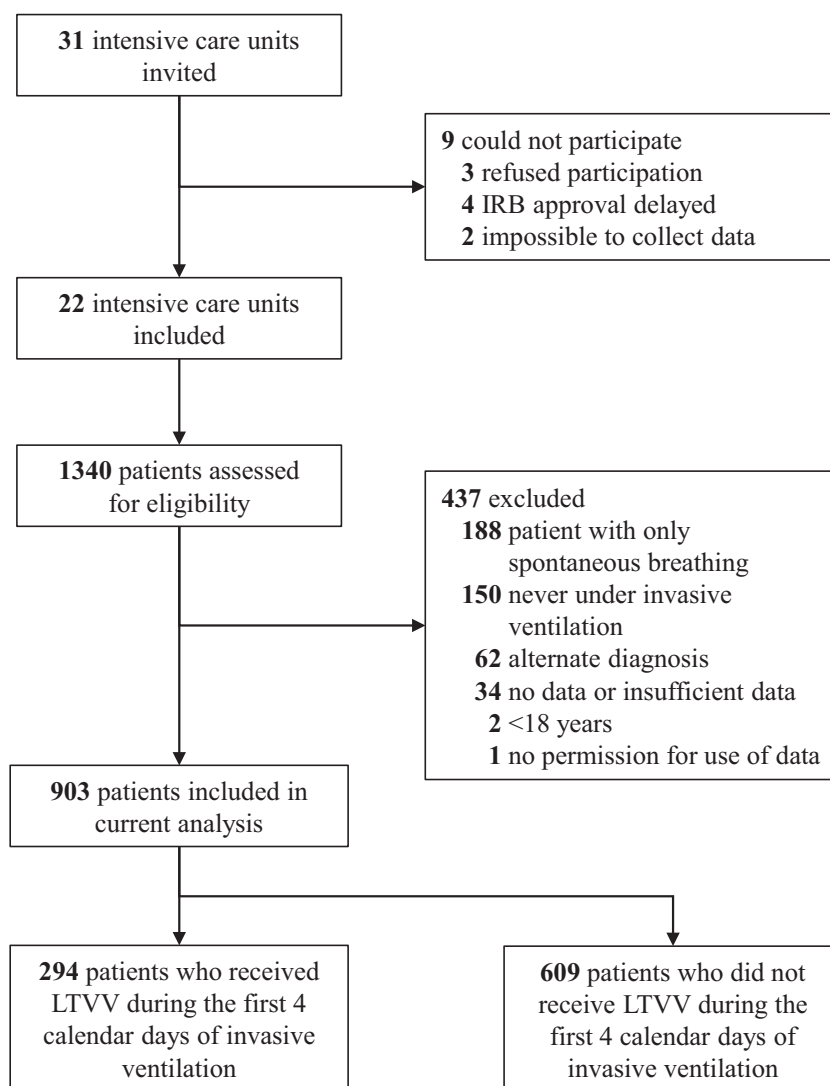 31 intensive care units
invited
9 could not participate
3 refused participation
4 IRB approval delayed
2 impossible to collect data
22 intensive care units
included
1340 patients assessed
for eligibility
437 excluded
188 patient with only
spontaneous breathing
150 never under invasive
ventilation
62 alternate diagnosis
34 no data or insufficient data
2 <18 years
1 no permission for use of data
903 patients included in
current analysis
294 patients who received
LTVV during the first 4
calendar days of invasive
ventilation
609 patients who did not
receive LTVV during the
first 4 calendar days of
invasive ventilation